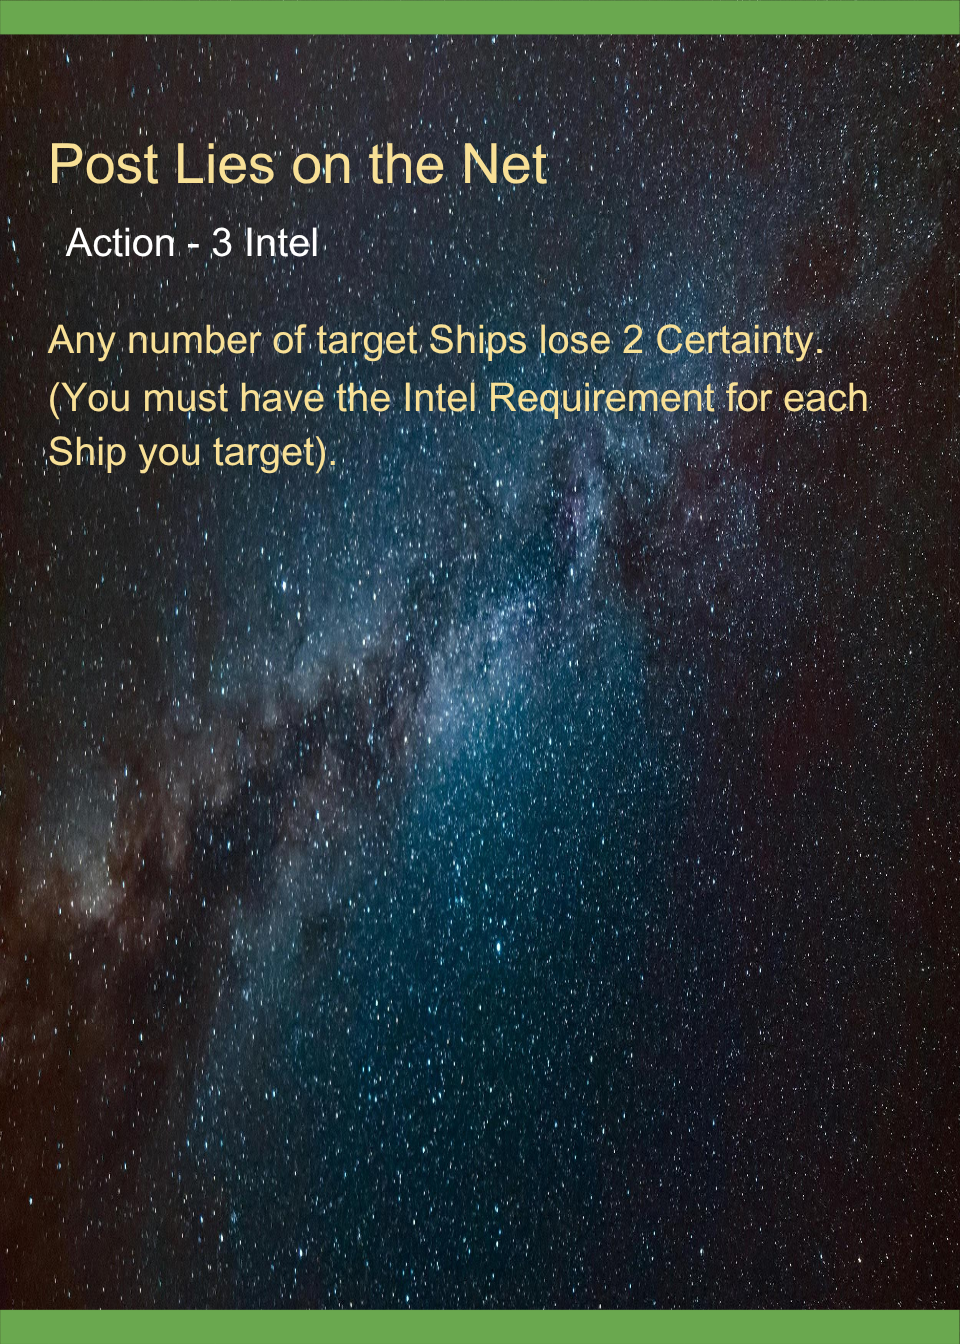 Post Lies on the Net
Action - 3 Intel
Any number of target Ships lose 2 Certainty.
(You must have the Intel Requirement for each
Ship you target).